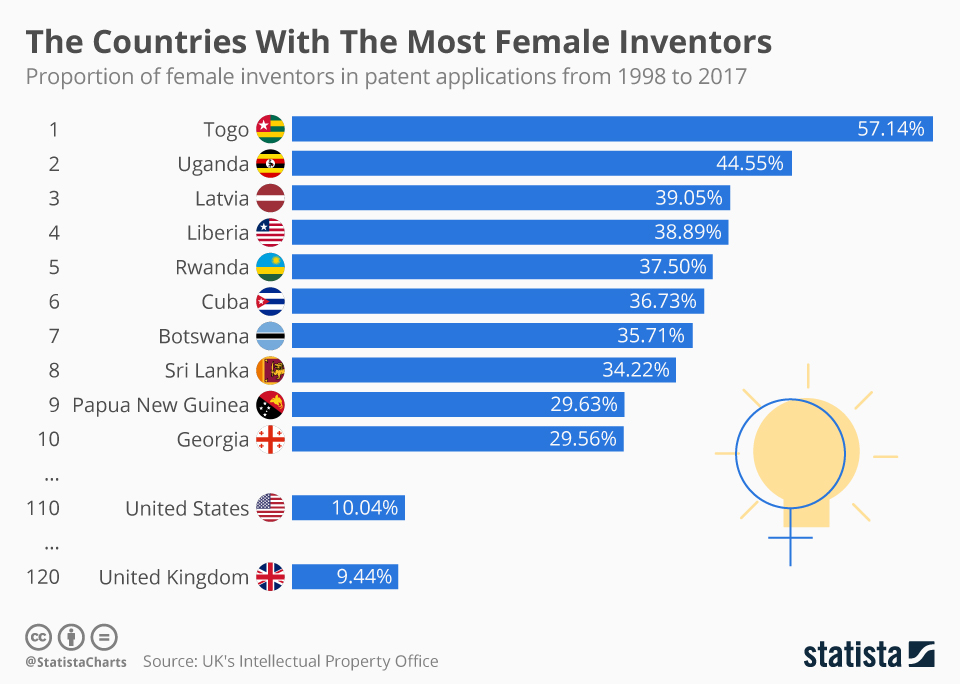 The Countries With The Most Female Inventors
Proportion of female inventors in patent applications from 1998 to 2017
1 Togo 57.14%
2 Uganda 44.55%
3 Latvia 39.05%
4 Liberia 38.89%
5 Rwanda 37.50%
6 Cuba 36.73%
7 Botswana 35.71%
8 Sri Lanka 34.22%
9 Papua New Guinea 29.63%
10 Georgia 29.56%
...
110 United States 10.04%
...
120 United Kingdom 9.44%
cc
@StatistaCharts Source: UK's Intellectual Property Office
statista